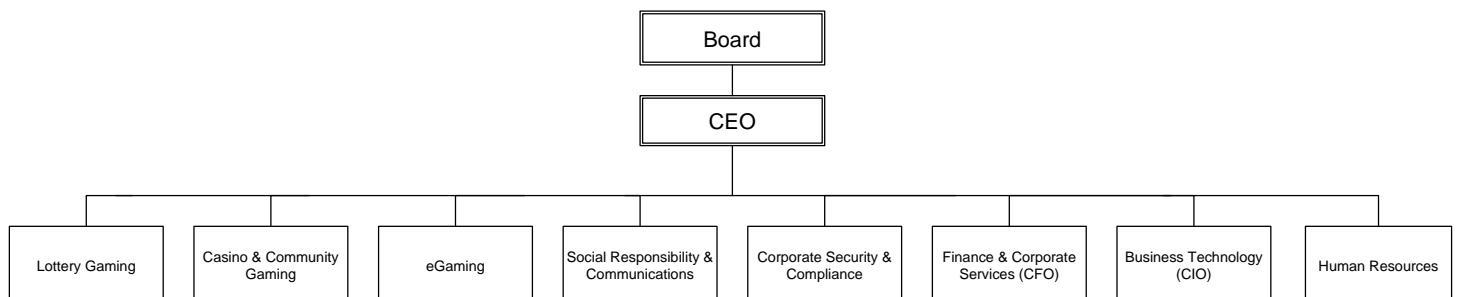 Board
CEO
Lottery Gaming
Casino & Community
Gaming
eGaming
Social Responsibility &
Communications
Corporate Security &
Compliance
Finance & Corporate
Services (CFO)
Business Technology
(CIO)
Human Resources